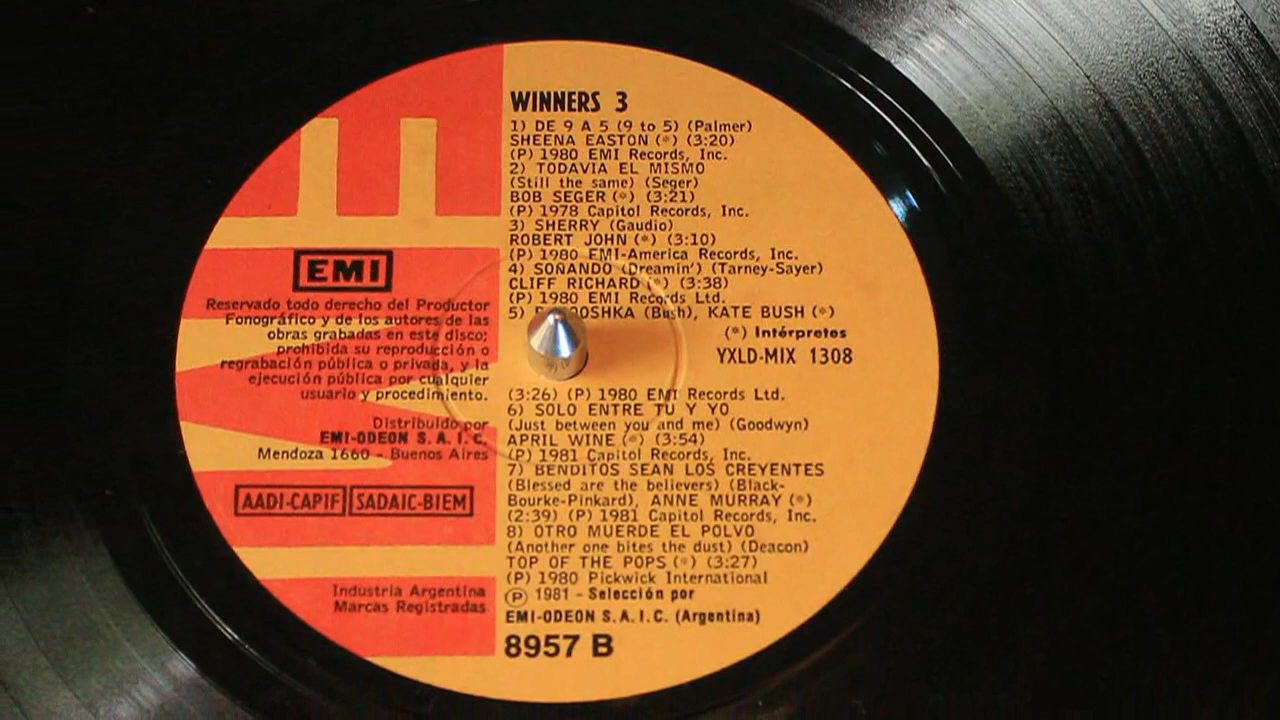 WINNERS 3
1) DE 9 A 5 (9 to 5) (Palmer)
SHEENA EASTON (*) (3:20)
(P) 1980 EMI Records, Inc.
2) TODAVIA EL MISMO
(Still the same) (Seger)
BOB SEGER (*) (3:21)
(P) 1978 Capitol Records, Inc.
3) SHERRY (Gaudio)
ROBERT JOHN (*) (3:10)
(P) 1980 EMI-America Records, Inc.
4) SOÑANDO (Dreamin') (Tarney-Sayer)
CLIFF RICHARD (*) (3:38)
(P) 1980 EMI Records Ltd.
5) (Bush), KATE BUSH (*)
(*) Intérpretes
YXLD-MIX 1308
(3:26) (P) 1980 EMI Records Ltd.
6) SOLO ENTRE TU Y YO
(Just between you and me) (Goodwyn)
APRIL WINE (*) (3:54)
(P) 1981 Capitol Records, Inc.
7) BENDITOS SEAN LOS CREYENTES
(Blessed are the believers) (Black-
Bourke-Pinkard), ANNE MURRAY (*)
(2:39) (P) 1981 Capitol Records, Inc.
8) OTRO MUERDE EL POLVO
(Another one bites the dust) (Deacon)
TOP OF THE POPS (*) (3:27)
(P) 1980 Pickwick International
Ⓟ 1981 - Selección por
EMI-ODEON S.A.I.C. (Argentina)
8957 B
EMI
EMI
Reservado todo derecho del Productor
Fonográfico y de los autores de las
obras grabadas en este disco;
prohibida su reproducción o
regrabación pública o privada, y la
ejecución pública por cualquier
usuario y procedimiento.
Distribuido por
EMI-ODEON S.A.I.C.
Mendoza 1660 - Buenos Aires
AADI-CAPIF SADAIC-BIEM
Industria Argentina
Marcas Registradas